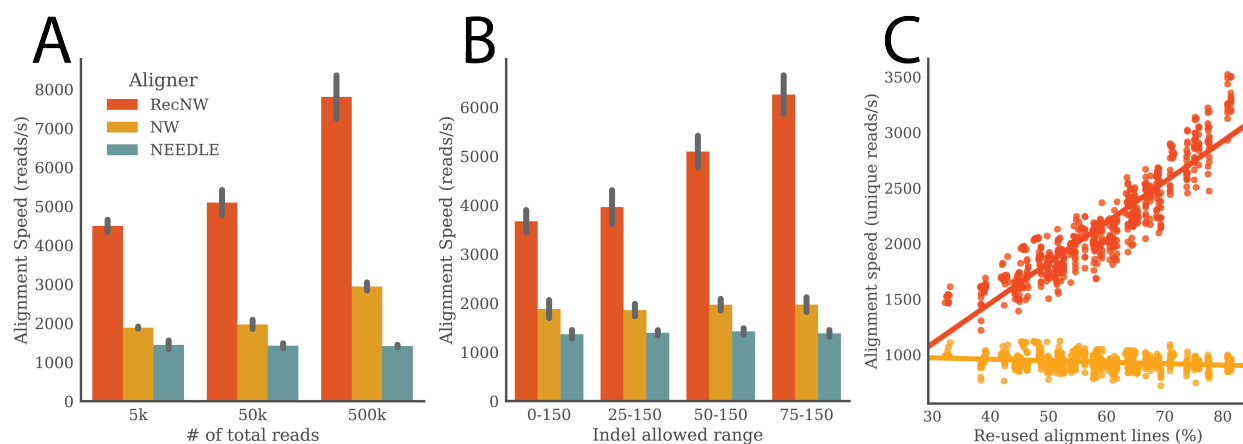 A
Alignment Speed (reads/s)
8000
7000
6000
5000
4000
3000
2000
1000
0
Aligner
RecNW
NW
NEEDLE
5k 50k 500k
# of total reads
B
Alignment Speed (reads/s)
6000
5000
4000
3000
2000
1000
0
0-150 25-150 50-150 75-150
Indel allowed range
C
Alignment speed (unique reads/s)
3500
3000
2500
2000
1500
1000
30 40 50 60 70 80
Re-used alignment lines (%)